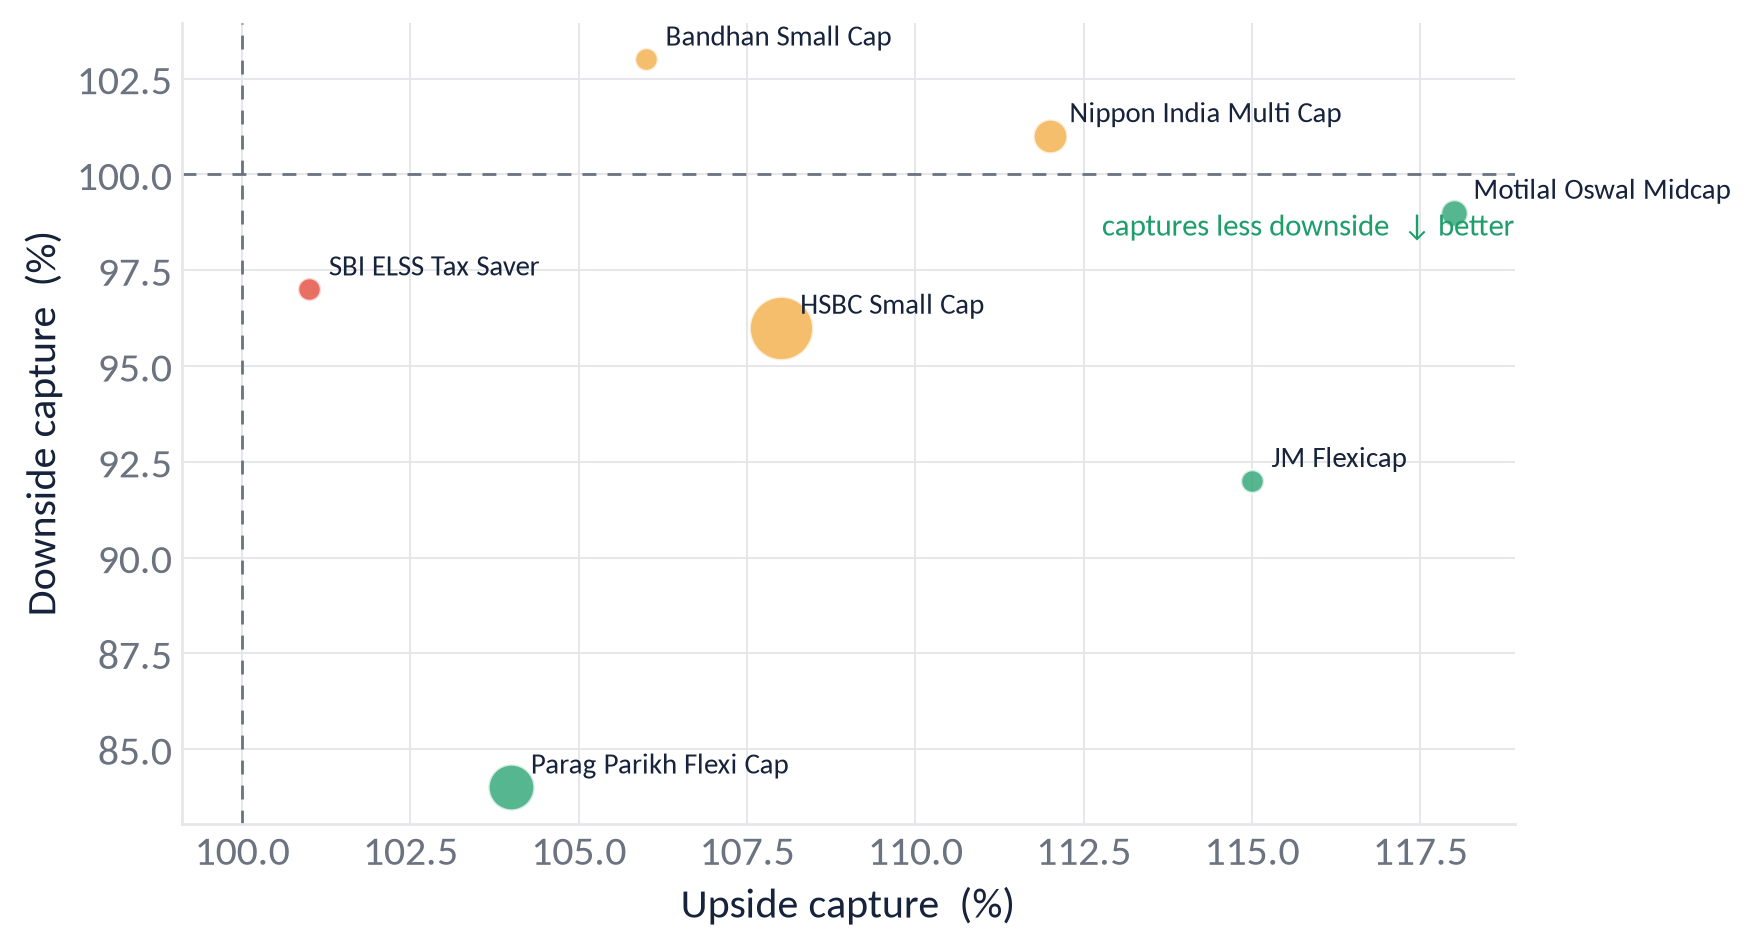 Bandhan Small Cap
102.5
Nippon India Multi Cap
100.0
Motilal Oswal Midcap
captures less downside ↓ better
SBI ELSS Tax Saver
97.5
HSBC Small Cap
95.0
JM Flexicap
92.5
90.0
87.5
85.0
Parag Parikh Flexi Cap
Downside capture (%)
100.0 102.5 105.0 107.5 110.0 112.5 115.0 117.5
Upside capture (%)